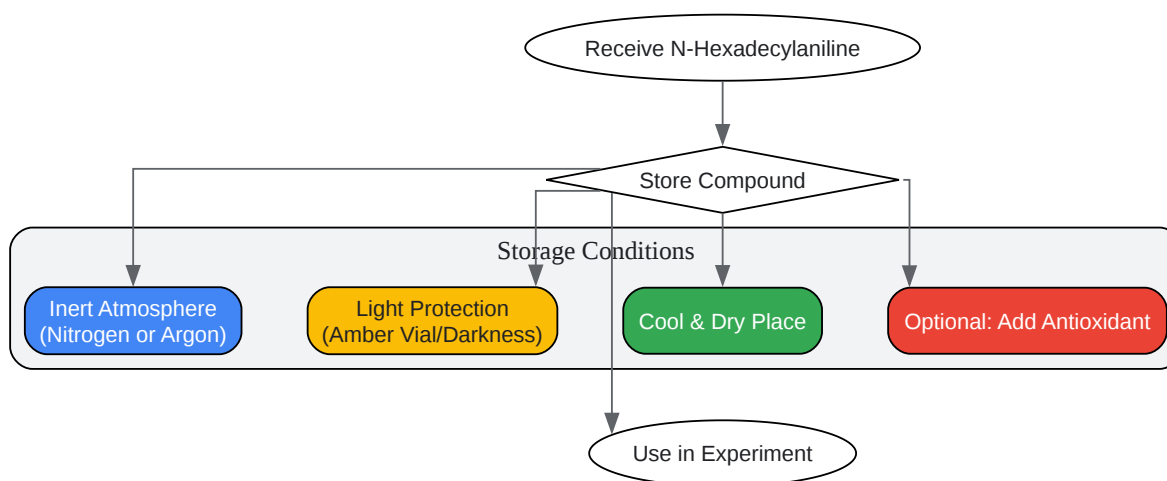 Receive N-Hexadecylaniline
Store Compound
Storage Conditions
Inert Atmosphere
(Nitrogen or Argon)
Light Protection
(Amber Vial/Darkness)
Cool & Dry Place
Optional: Add Antioxidant
Use in Experiment